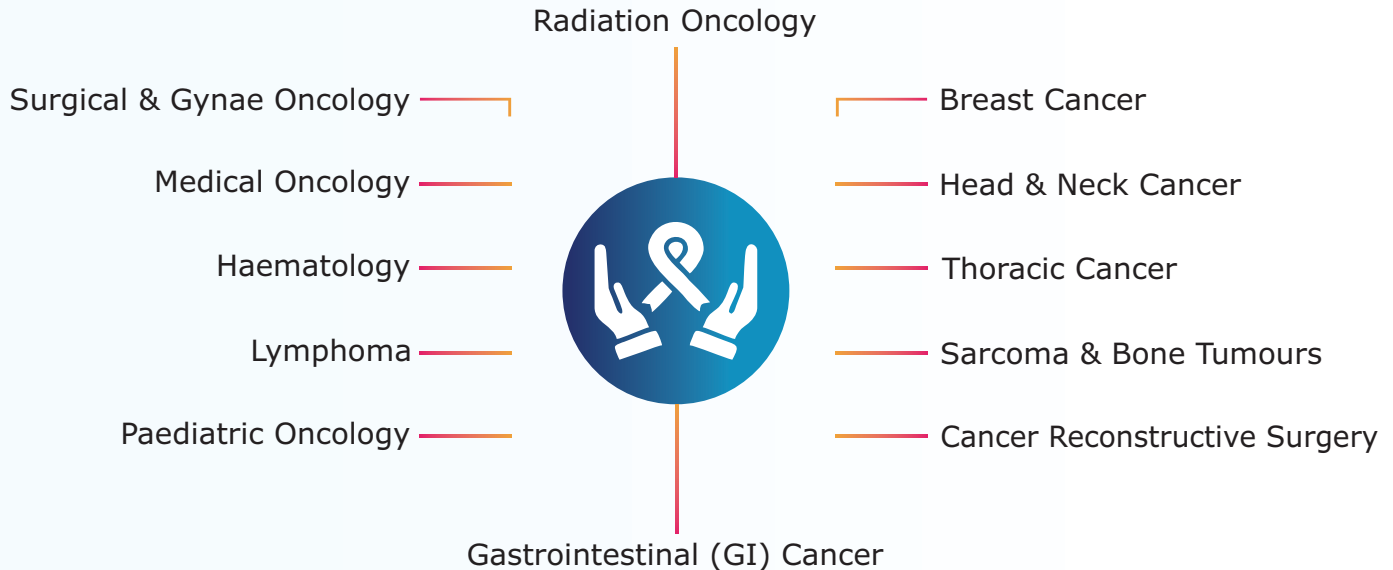 Radiation Oncology
Surgical & Gynae Oncology
Breast Cancer
Medical Oncology
Head & Neck Cancer
Haematology
Thoracic Cancer
Lymphoma
Sarcoma & Bone Tumours
Paediatric Oncology
Cancer Reconstructive Surgery
Gastrointestinal (GI) Cancer